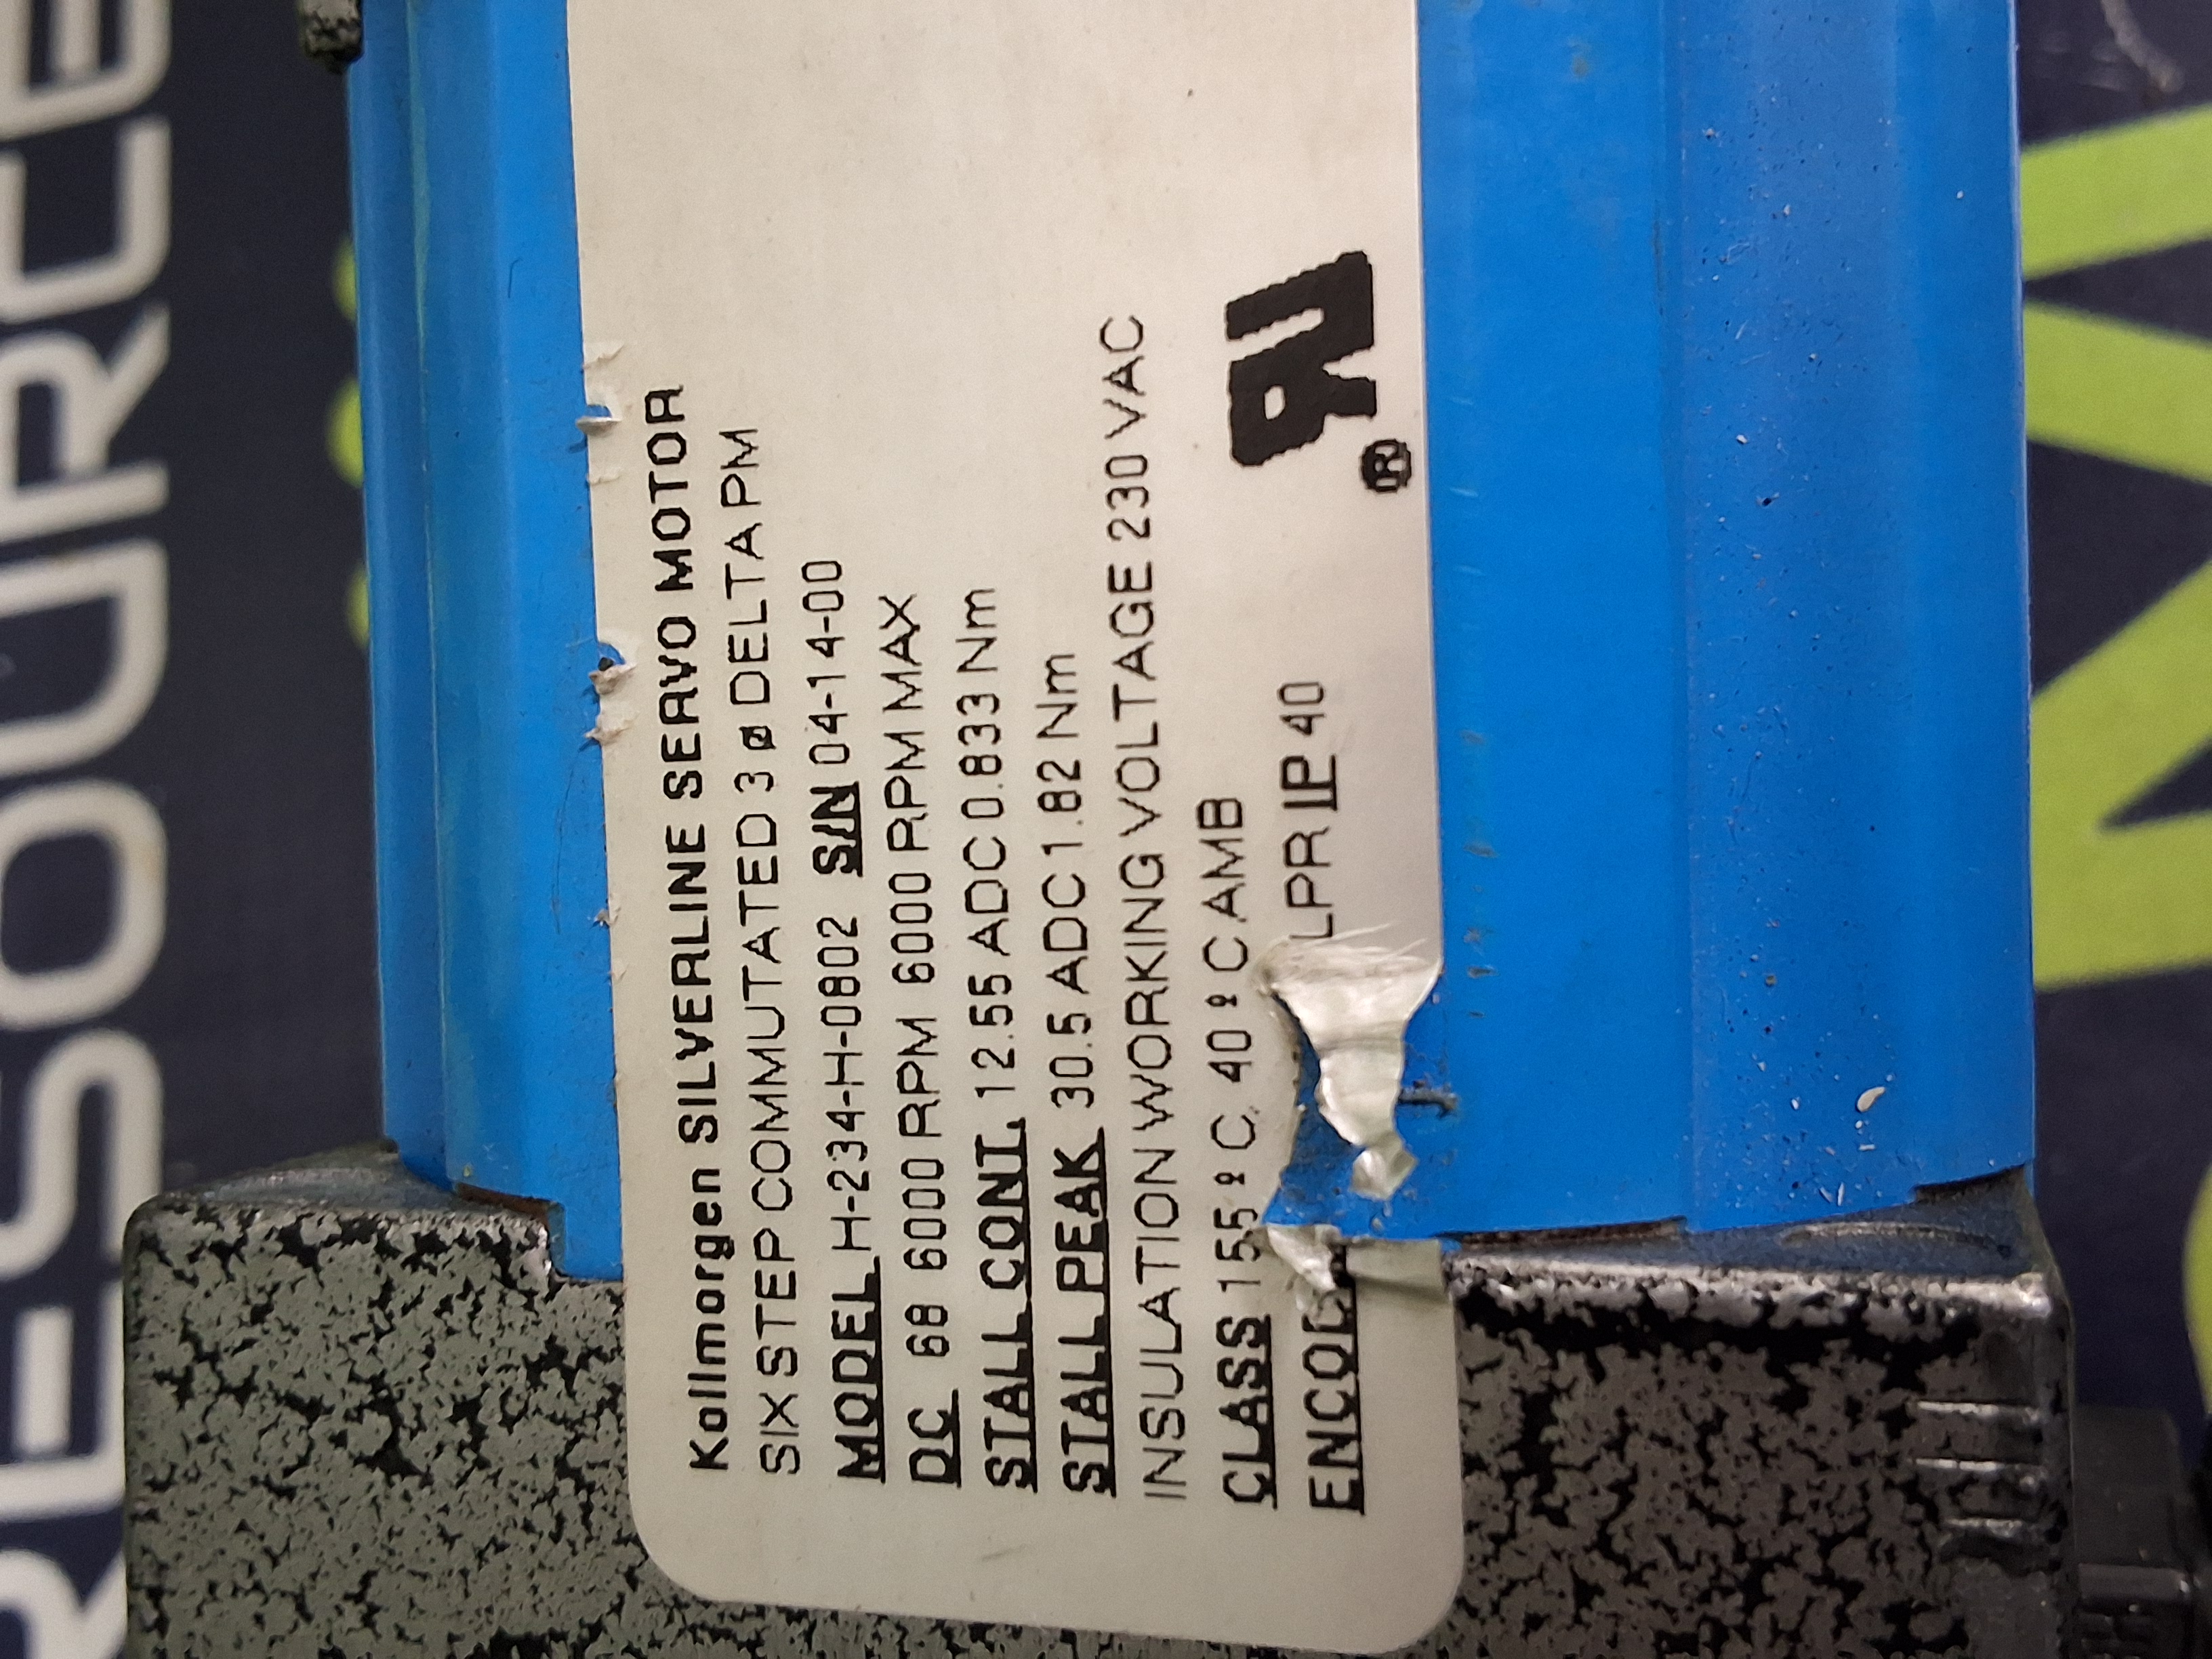 Kollmorgen SILVERLINE SERVO MOTOR
SIX STEP COMMUTATED 3 ø DELTA PM
MODEL H-234-H-0802 S/N 04-14-00
DC 68 6000 RPM 6000 RPM MAX
STALL CONT. 12.55 ADC 0.833 Nm
STALL PEAK 30.5 ADC 1.82 Nm
INSULATION WORKING VOLTAGE 230 VAC
CLASS 155 º C. 40 º C AMB
LPR IP 40
RU
®
RESOURCE